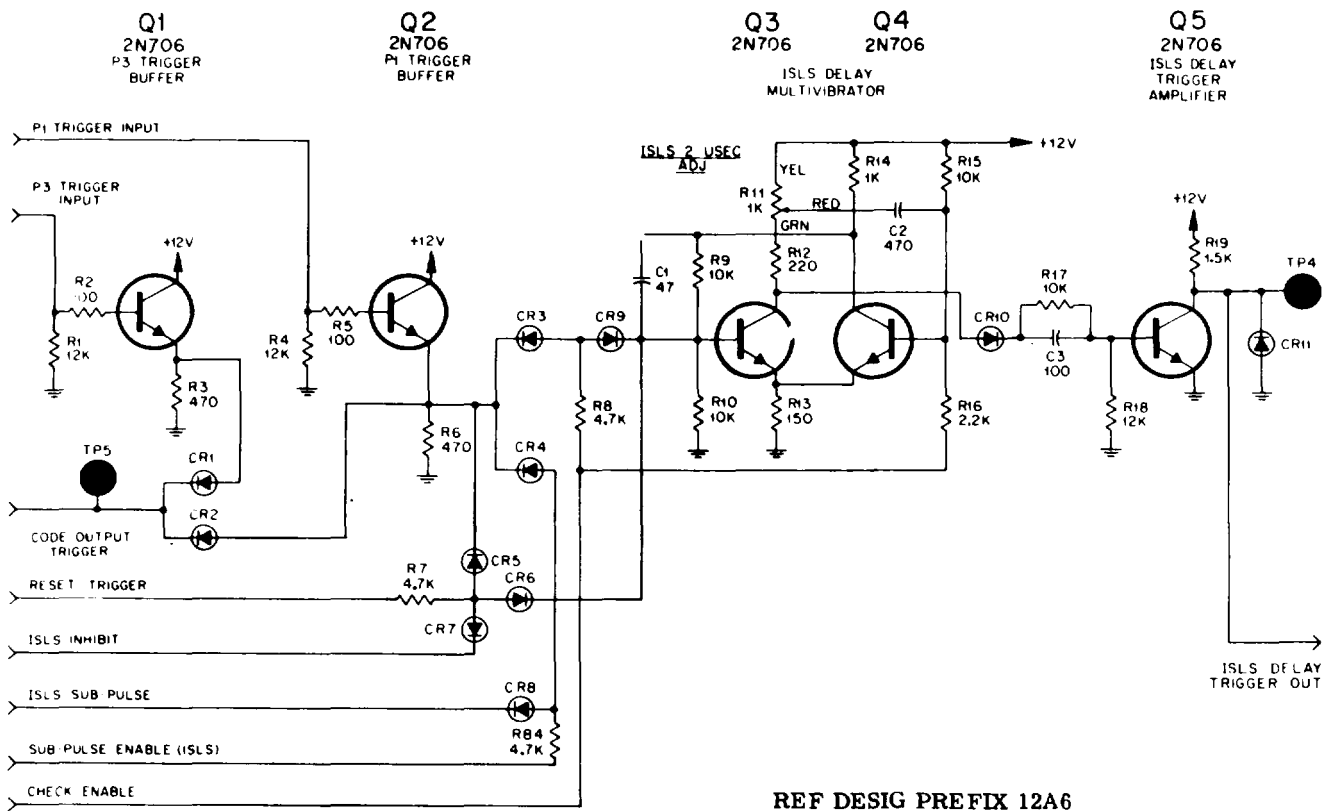 Q1
2N706
P3 TRIGGER
BUFFER
Q2
2N706
P1 TRIGGER
BUFFER
Q3
2N706
Q4
2N706
ISLS DELAY
MULTIVIBRATOR
Q5
2N706
ISLS DELAY
TRIGGER
AMPLIFIER
P1 TRIGGER INPUT
P3 TRIGGER
INPUT
ISLS 2 USEC
ADJ
+12V
YEL
R11
1K
RED
GRN
R14
1K
R15
10K
C2
470
+12V
R2
100
R1
12K
R3
470
+12V
R5
100
R4
12K
R6
470
C1
47
R9
10K
R12
220
R10
10K
R13
150
R16
2.2K
R8
4.7K
CR3
CR9
CR4
CR10
R17
10K
C3
100
R18
12K
+12V
R19
1.5K
TP4
CR11
TP5
CR1
CR2
CODE OUTPUT
TRIGGER
CR5
R7
4.7K
CR6
CR7
RESET TRIGGER
ISLS INHIBIT
ISLS SUB-PULSE
CR8
R84
4.7K
SUB-PULSE ENABLE (ISLS)
CHECK ENABLE
ISLS DELAY
TRIGGER OUT
REF DESIG PREFIX 12A6